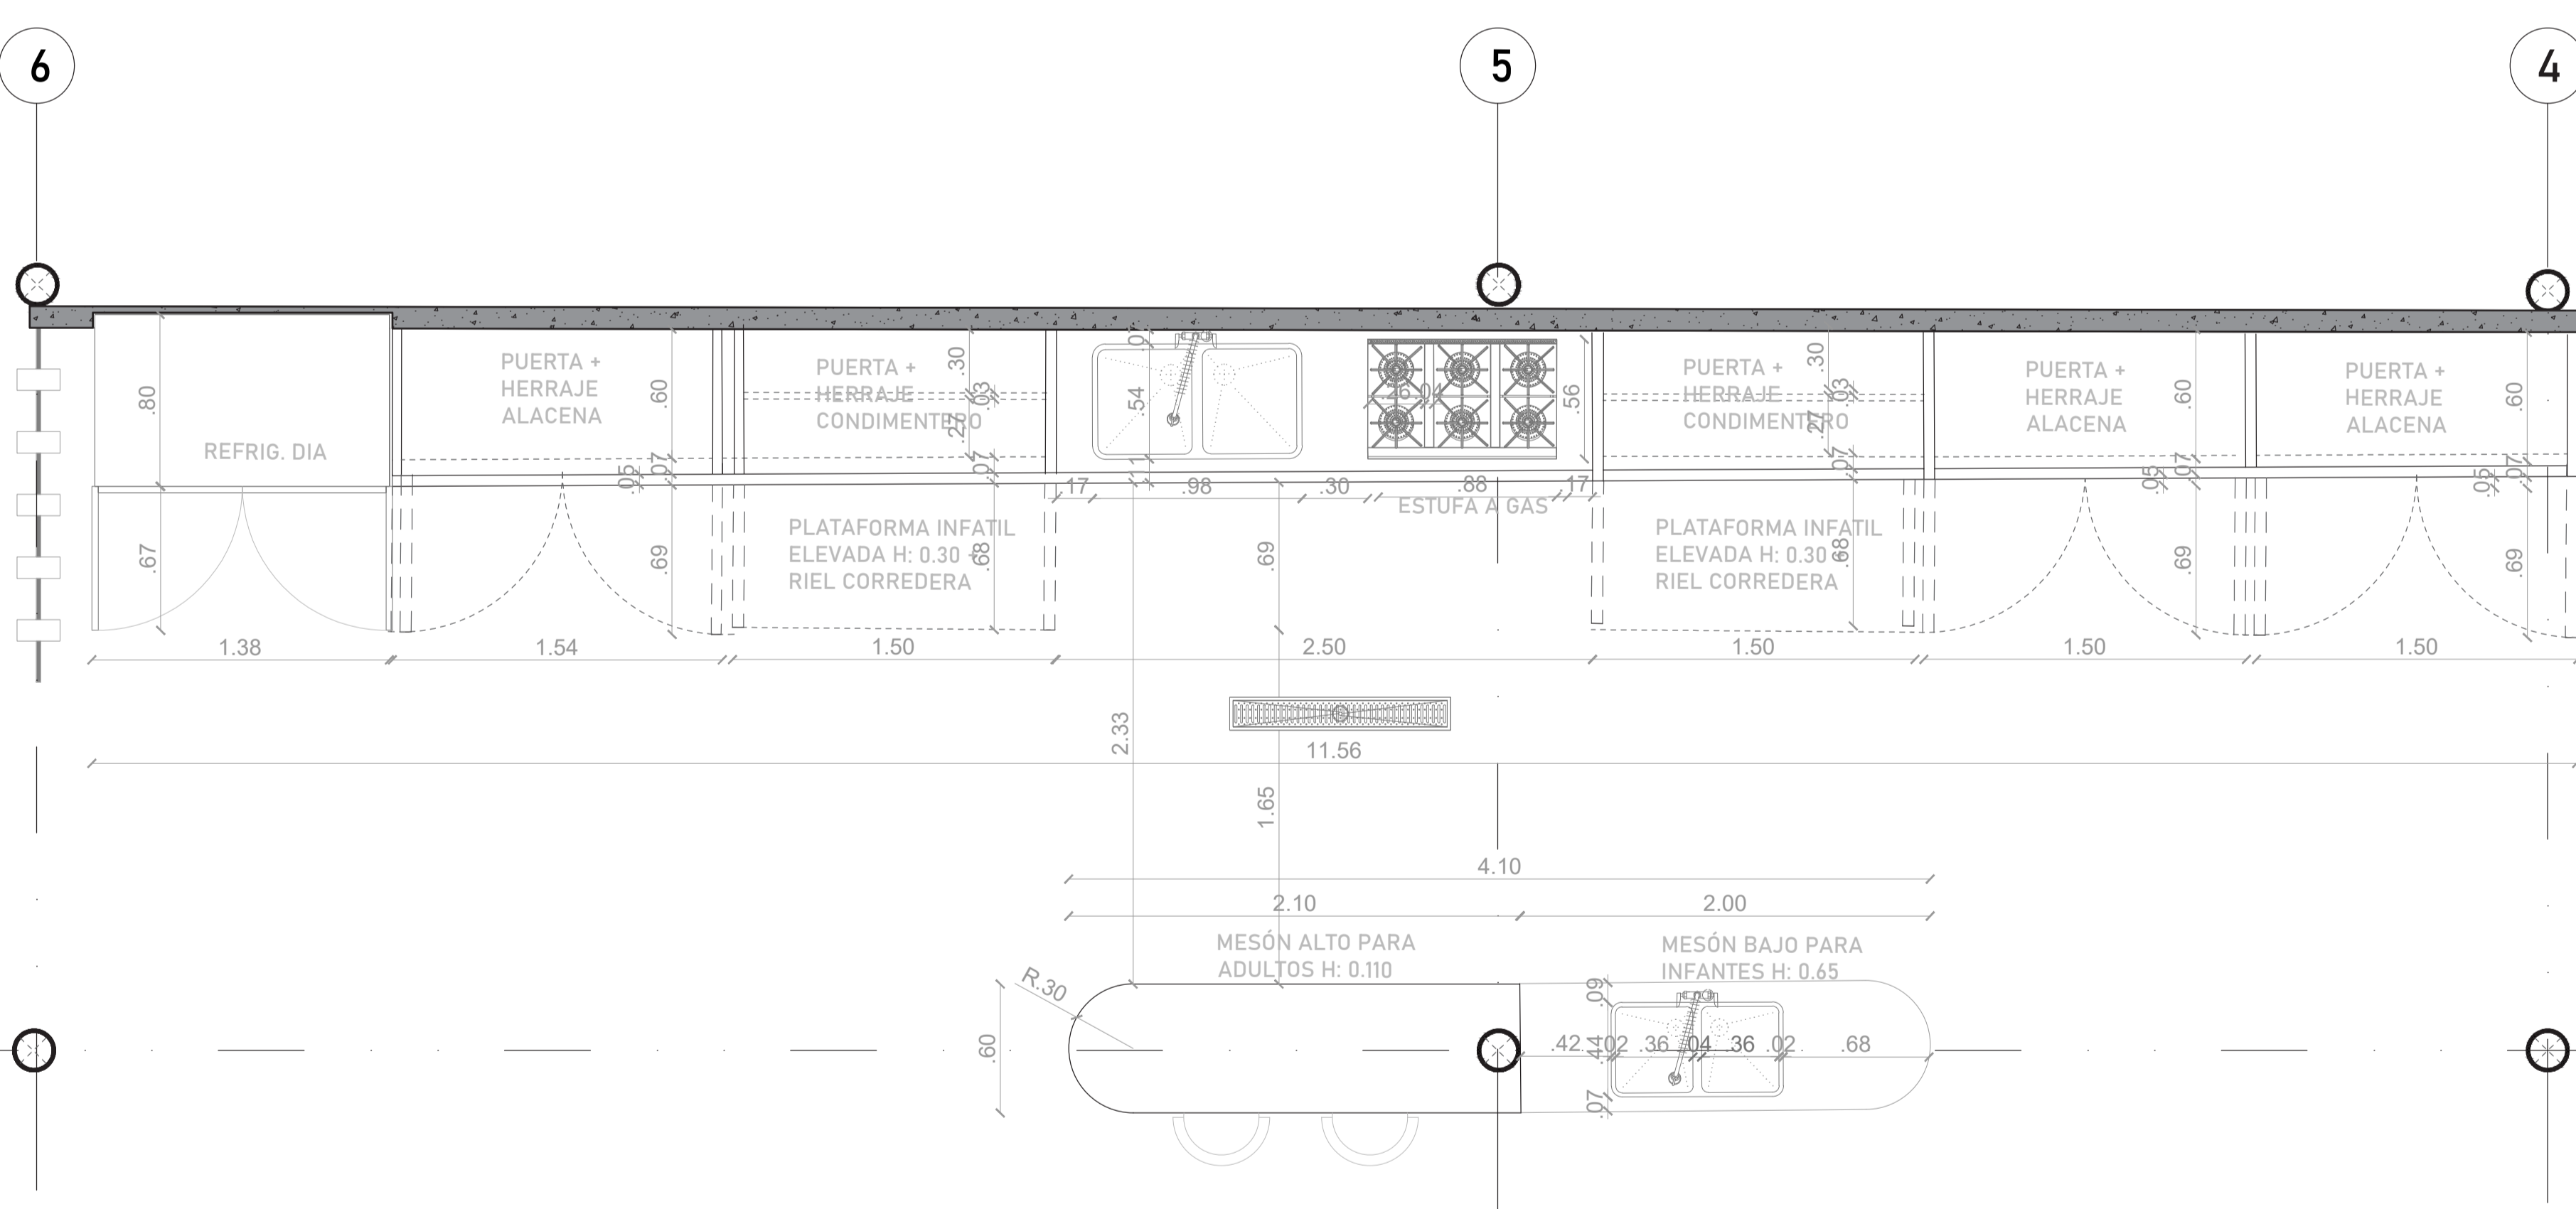 6
5
4
PUERTA +
HERRAJE
ALACENA
PUERTA +
HERRAJE
CONDIMENTERO
PUERTA +
HERRAJE
CONDIMENTERO
PUERTA +
HERRAJE
ALACENA
PUERTA +
HERRAJE
ALACENA
.80
REFRIG. DIA
.60
.30
.03
.27
.07
.05
.07
.54
.11
.26
.04
.56
.30
.03
.27
.07
.60
.07
.05
.60
.07
.05
.17
.98
.30
.88
.17
ESTUFA A GAS
.67
.69
PLATAFORMA INFATIL
ELEVADA H: 0.30 +
RIEL CORREDERA
.68
.69
PLATAFORMA INFATIL
ELEVADA H: 0.30 +
RIEL CORREDERA
.68
.69
.69
1.38
1.54
1.50
2.50
1.50
1.50
1.50
2.33
11.56
1.65
4.10
2.10
2.00
MESÓN ALTO PARA
ADULTOS H: 0.110
MESÓN BAJO PARA
INFANTES H: 0.65
R.30
.60
.09
.44
.07
.42
.02
.36
.04
.36
.02
.68